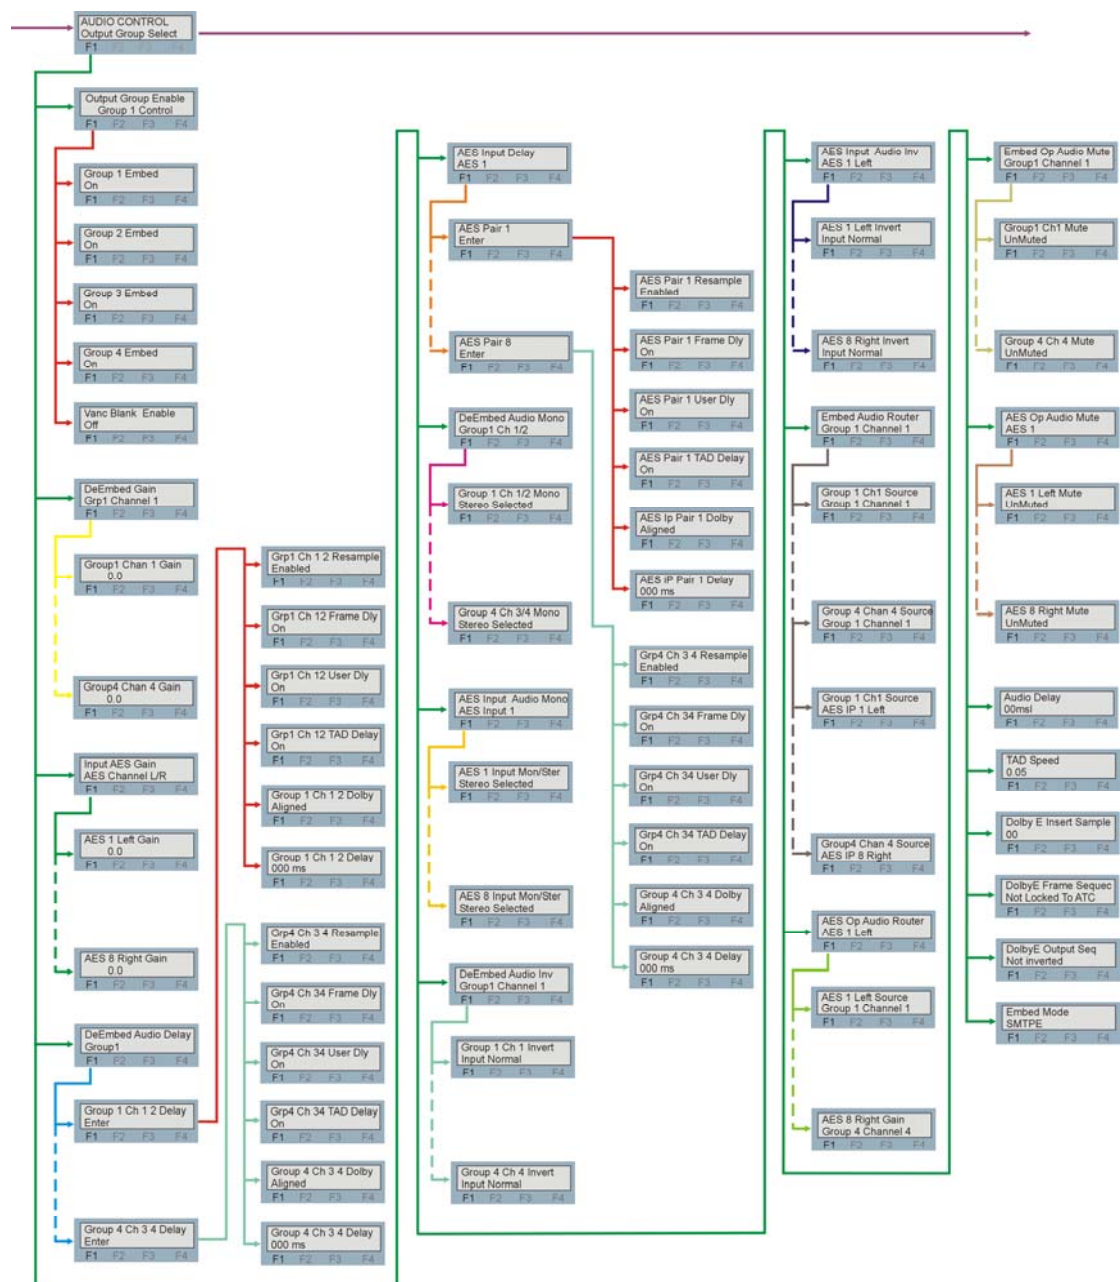 AUDIO CONTROL
Output Group Select
F1 F2 F3 F4
Output Group Enable
Group 1 Control
F1 F2 F3 F4
Group 1 Embed
On
F1 F2 F3 F4
Group 2 Embed
On
F1 F2 F3 F4
Group 3 Embed
On
F1 F2 F3 F4
Group 4 Embed
On
F1 F2 F3 F4
Vanc Blank Enable
Off
F1 F2 F3 F4
DeEmbed Gain
Grp1 Channel 1
F1 F2 F3 F4
Group1 Chan 1 Gain
0.0
F1 F2 F3 F4
Group4 Chan 4 Gain
0.0
F1 F2 F3 F4
Input AES Gain
AES Channel L/R
F1 F2 F3 F4
AES 1 Left Gain
0.0
F1 F2 F3 F4
AES 8 Right Gain
0.0
F1 F2 F3 F4
DeEmbed Audio Delay
Group1
F1 F2 F3 F4
Group 1 Ch 1 2 Delay
Enter
F1 F2 F3 F4
Group 4 Ch 3 4 Delay
Enter
F1 F2 F3 F4
Grp1 Ch 1 2 Resample
Enabled
F1 F2 F3 F4
Grp1 Ch 12 Frame Dly
On
F1 F2 F3 F4
Grp1 Ch 12 User Dly
On
F1 F2 F3 F4
Grp1 Ch 12 TAD Delay
On
F1 F2 F3 F4
Group 1 Ch 1 2 Dolby
Aligned
F1 F2 F3 F4
Group 1 Ch 1 2 Delay
000 ms
F1 F2 F3 F4
Grp4 Ch 3 4 Resample
Enabled
F1 F2 F3 F4
Grp4 Ch 34 Frame Dly
On
F1 F2 F3 F4
Grp4 Ch 34 User Dly
On
F1 F2 F3 F4
Grp4 Ch 34 TAD Delay
On
F1 F2 F3 F4
Group 4 Ch 3 4 Dolby
Aligned
F1 F2 F3 F4
Group 4 Ch 3 4 Delay
000 ms
F1 F2 F3 F4
AES Input Delay
AES 1
F1 F2 F3 F4
AES Pair 1
Enter
F1 F2 F3 F4
AES Pair 8
Enter
F1 F2 F3 F4
DeEmbed Audio Mono
Group1 Ch 1/2
F1 F2 F3 F4
Group 1 Ch 1/2 Mono
Stereo Selected
F1 F2 F3 F4
Group 4 Ch 3/4 Mono
Stereo Selected
F1 F2 F3 F4
AES Input Audio Mono
AES Input 1
F1 F2 F3 F4
AES 1 Input Mon/Ster
Stereo Selected
F1 F2 F3 F4
AES 8 Input Mon/Ster
Stereo Selected
F1 F2 F3 F4
DeEmbed Audio Inv
Group1 Channel 1
F1 F2 F3 F4
Group 1 Ch 1 Invert
Input Normal
F1 F2 F3 F4
Group 4 Ch 4 Invert
Input Normal
F1 F2 F3 F4
AES Pair 1 Resample
Enabled
F1 F2 F3 F4
AES Pair 1 Frame Dly
On
F1 F2 F3 F4
AES Pair 1 User Dly
On
F1 F2 F3 F4
AES Pair 1 TAD Delay
On
F1 F2 F3 F4
AES Ip Pair 1 Dolby
Aligned
F1 F2 F3 F4
AES iP Pair 1 Delay
000 ms
F1 F2 F3 F4
Grp4 Ch 3 4 Resample
Enabled
F1 F2 F3 F4
Grp4 Ch 34 Frame Dly
On
F1 F2 F3 F4
Grp4 Ch 34 User Dly
On
F1 F2 F3 F4
Grp4 Ch 34 TAD Delay
On
F1 F2 F3 F4
Group 4 Ch 3 4 Dolby
Aligned
F1 F2 F3 F4
Group 4 Ch 3 4 Delay
000 ms
F1 F2 F3 F4
AES Input Audio Inv
AES 1 Left
F1 F2 F3 F4
AES 1 Left Invert
Input Normal
F1 F2 F3 F4
AES 8 Right Invert
Input Normal
F1 F2 F3 F4
Embed Audio Router
Group 1 Channel 1
F1 F2 F3 F4
Group 1 Ch1 Source
Group 1 Channel 1
F1 F2 F3 F4
Group 4 Chan 4 Source
Group 1 Channel 1
F1 F2 F3 F4
Group 1 Ch1 Source
AES IP 1 Left
F1 F2 F3 F4
Group4 Chan 4 Source
AES IP 8 Right
F1 F2 F3 F4
AES Op Audio Router
AES 1 Left
F1 F2 F3 F4
AES 1 Left Source
Group 1 Channel 1
F1 F2 F3 F4
AES 8 Right Gain
Group 4 Channel 4
F1 F2 F3 F4
Embed Op Audio Mute
Group1 Channel 1
F1 F2 F3 F4
Group1 Ch1 Mute
UnMuted
F1 F2 F3 F4
Group 4 Ch 4 Mute
UnMuted
F1 F2 F3 F4
AES Op Audio Mute
AES 1
F1 F2 F3 F4
AES 1 Left Mute
UnMuted
F1 F2 F3 F4
AES 8 Right Mute
UnMuted
F1 F2 F3 F4
Audio Delay
00msl
F1 F2 F3 F4
TAD Speed
0.05
F1 F2 F3 F4
Dolby E Insert Sample
00
F1 F2 F3 F4
DolbyE Frame Sequec
Not Locked To ATC
F1 F2 F3 F4
DolbyE Output Seq
Not inverted
F1 F2 F3 F4
Embed Mode
SMTPE
F1 F2 F3 F4